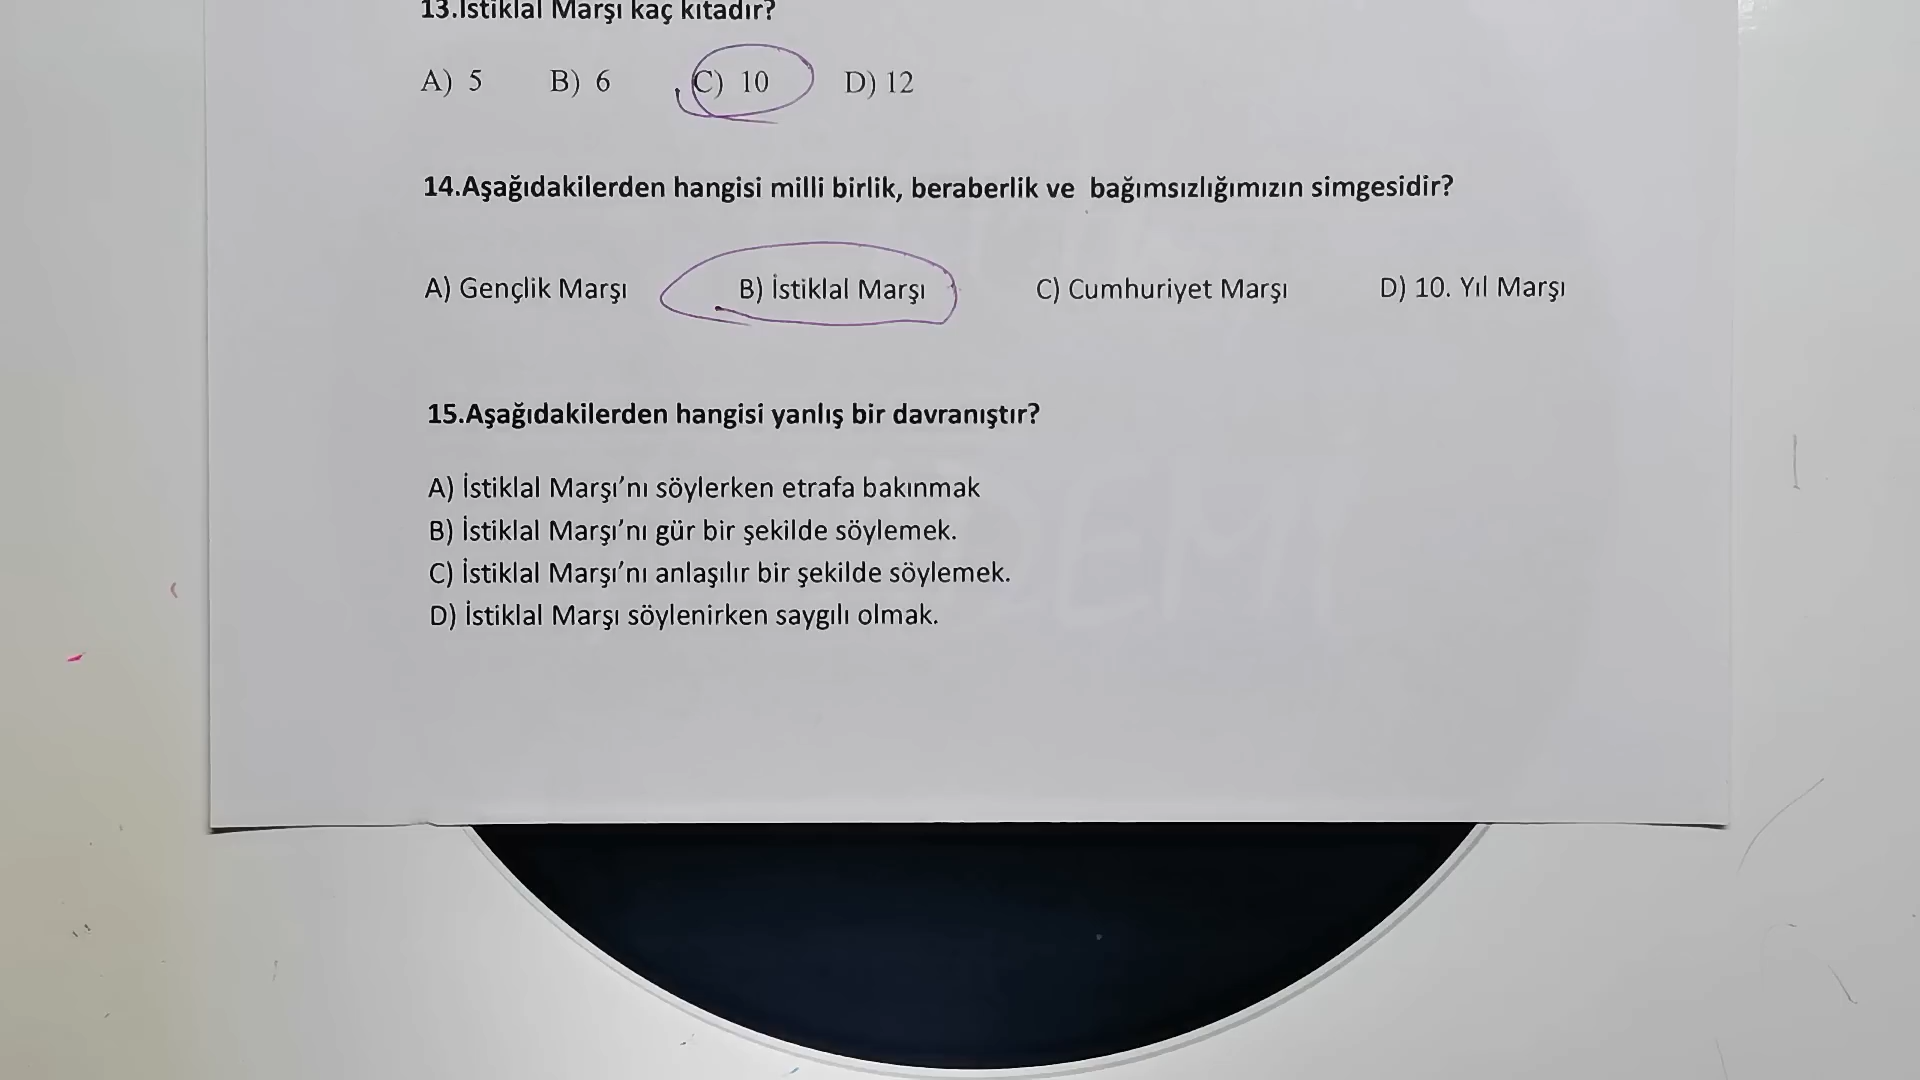 13.İstiklal Marşı kaç kıtadır?
A) 5 B) 6 C) 10 D) 12
14.Aşağıdakilerden hangisi milli birlik, beraberlik ve bağımsızlığımızın simgesidir?
A) Gençlik Marşı B) İstiklal Marşı C) Cumhuriyet Marşı D) 10. Yıl Marşı
15.Aşağıdakilerden hangisi yanlış bir davranıştır?
A) İstiklal Marşı’nı söylerken etrafa bakınmak
B) İstiklal Marşı’nı gür bir şekilde söylemek.
C) İstiklal Marşı’nı anlaşılır bir şekilde söylemek.
D) İstiklal Marşı söylenirken saygılı olmak.